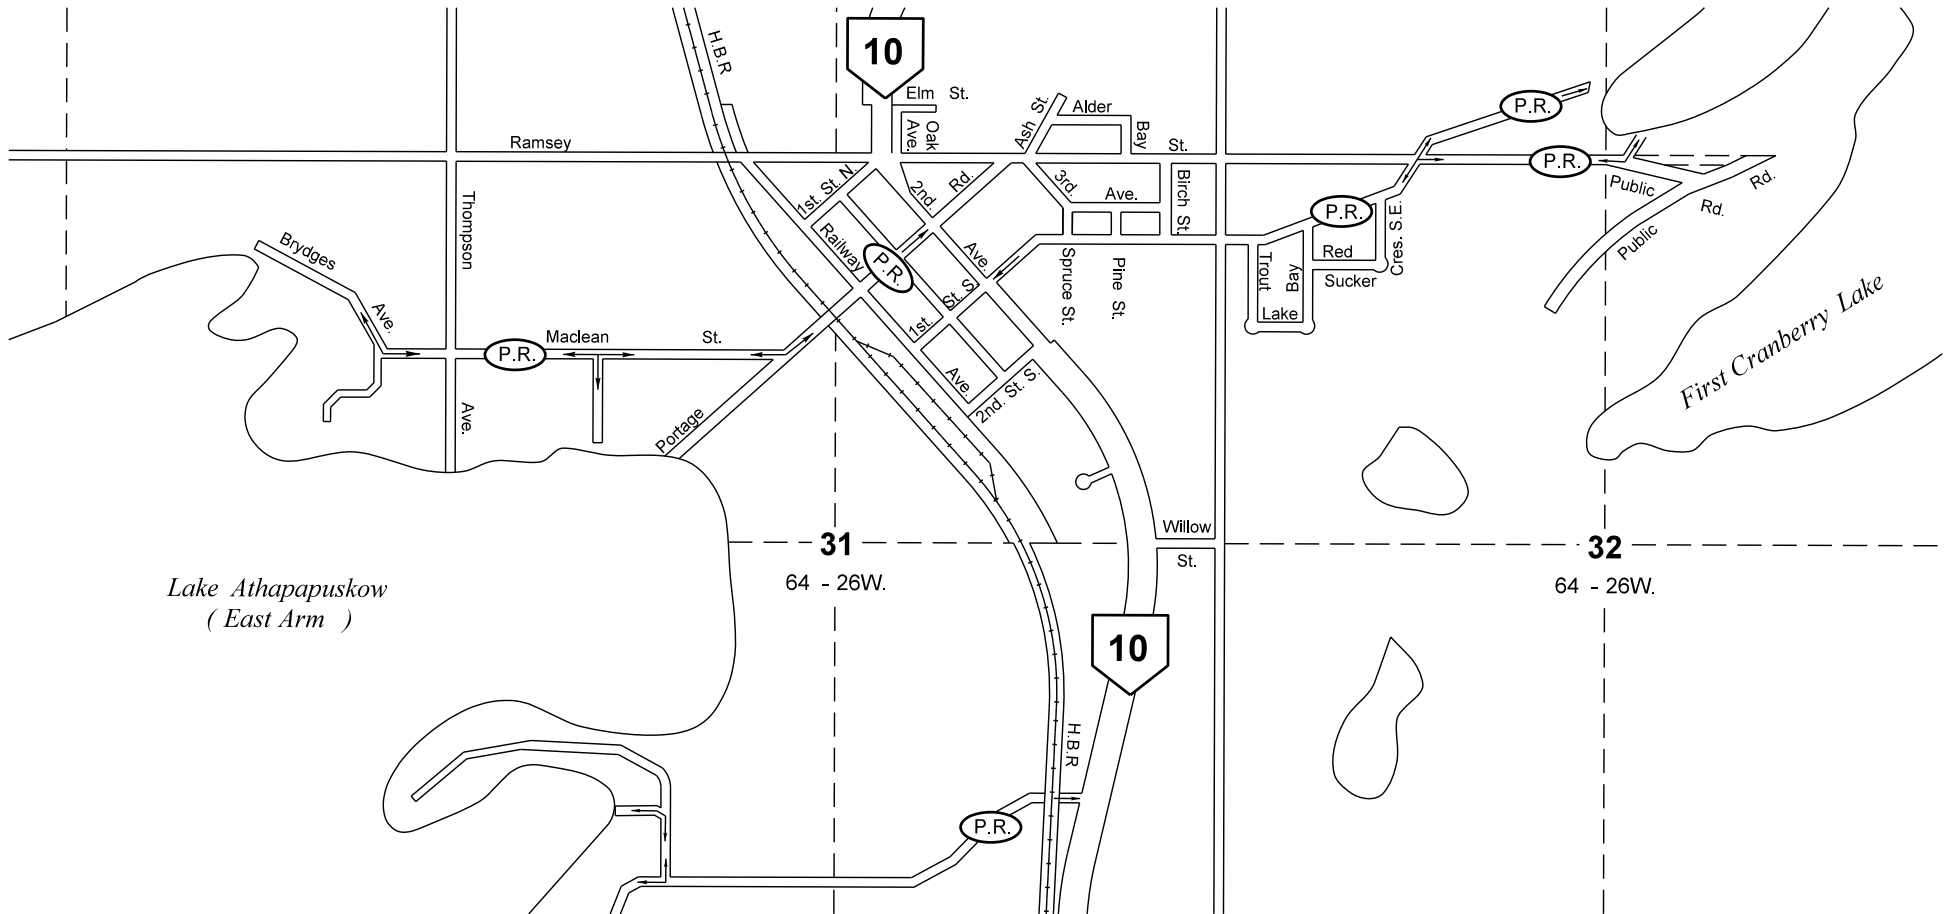 H.B.R
10
Elm St.
Oak Ave.
Ash St.
Alder
Bay
P.R.
Ramsey
St.
P.R.
1st. St. N.
2nd.
Rd.
3rd.
Ave.
Birch St.
Public
Rd.
Rd.
Public
Thompson
Ave.
Railway
Ave.
P.R.
Ave.
P.R.
Cres. S.E.
Brydges
Ave.
Spruce St.
Pine St.
Trout
Lake
Bay
Red
Sucker
1st. St. S.
Maclean
St.
P.R.
First Cranberry Lake
2nd. St. S.
Portage
Willow
St.
31
64 - 26W.
32
64 - 26W.
Lake Athapapuskow
( East Arm )
10
H.B.R
P.R.